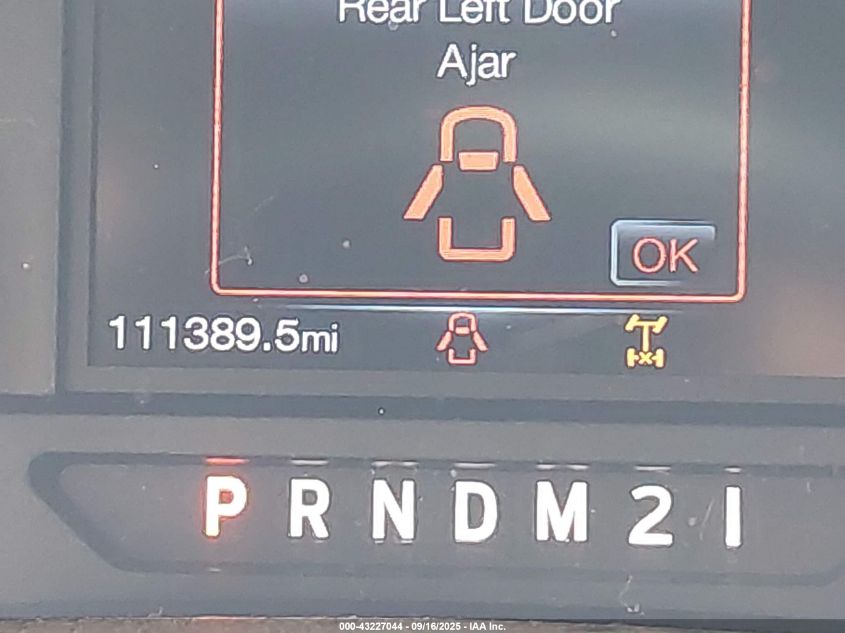 Rear Left Door
Ajar
OK
111389.5mi
P R N D M 2 1
000-43227044 - 09/16/2025 - IAA Inc.